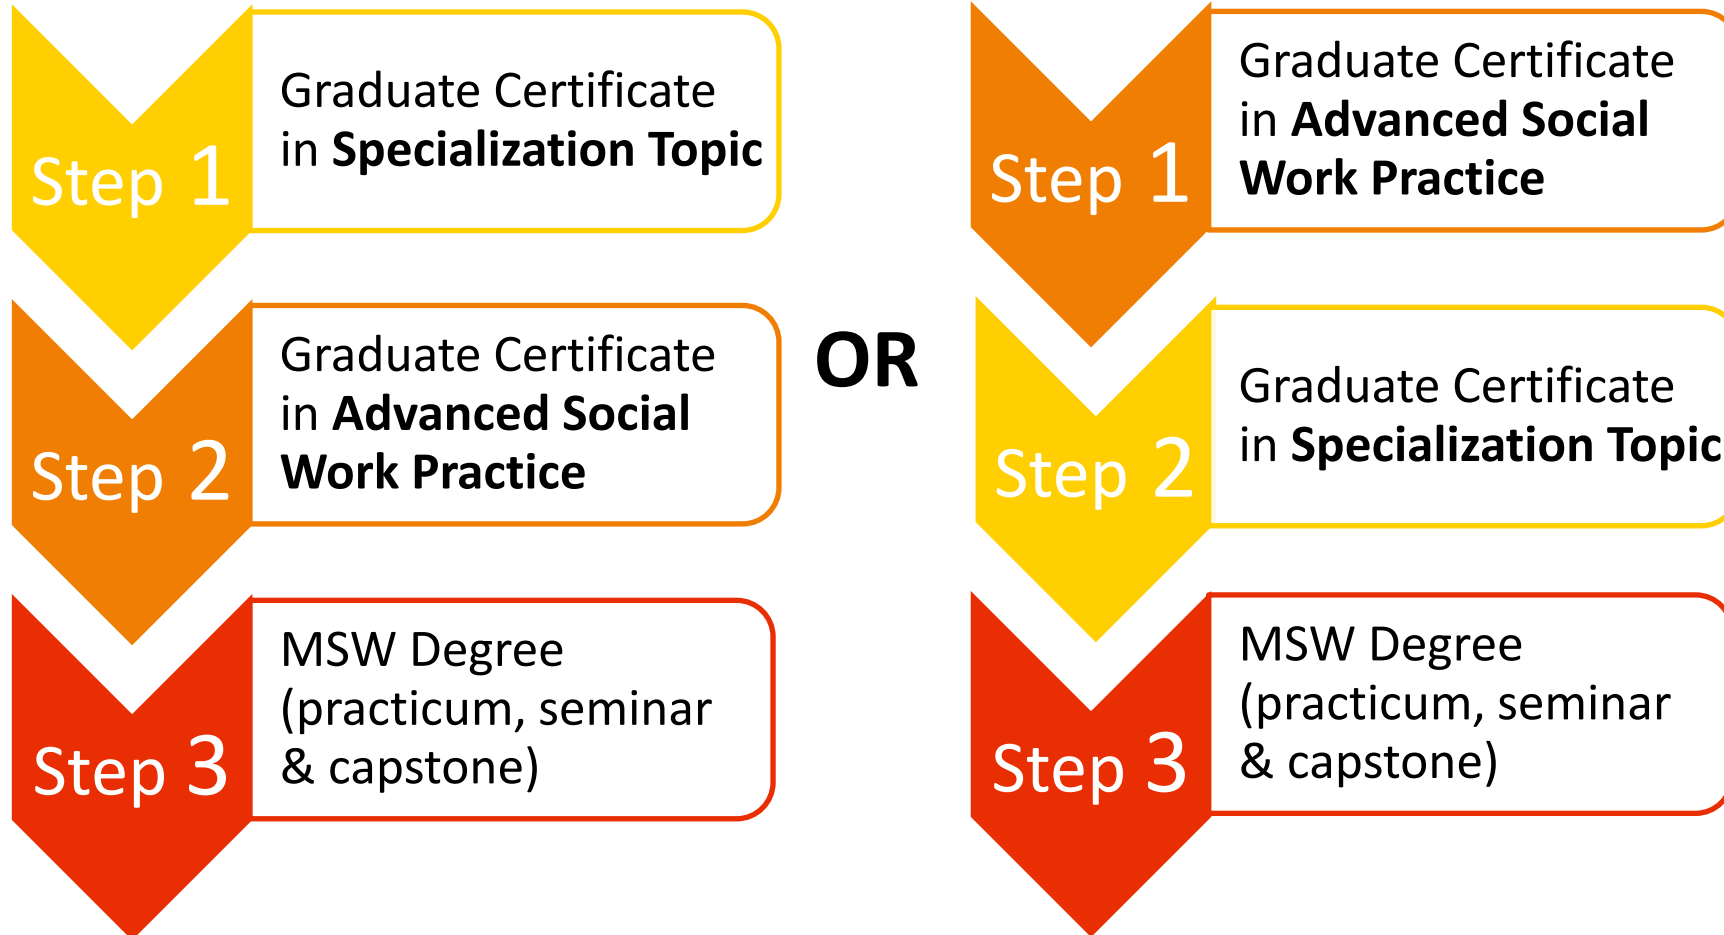 Step 1
Graduate Certificate
in Specialization Topic
Step 2
Graduate Certificate
in Advanced Social
Work Practice
Step 3
MSW Degree
(practicum, seminar
& capstone)
OR
Step 1
Graduate Certificate
in Advanced Social
Work Practice
Step 2
Graduate Certificate
in Specialization Topic
Step 3
MSW Degree
(practicum, seminar
& capstone)